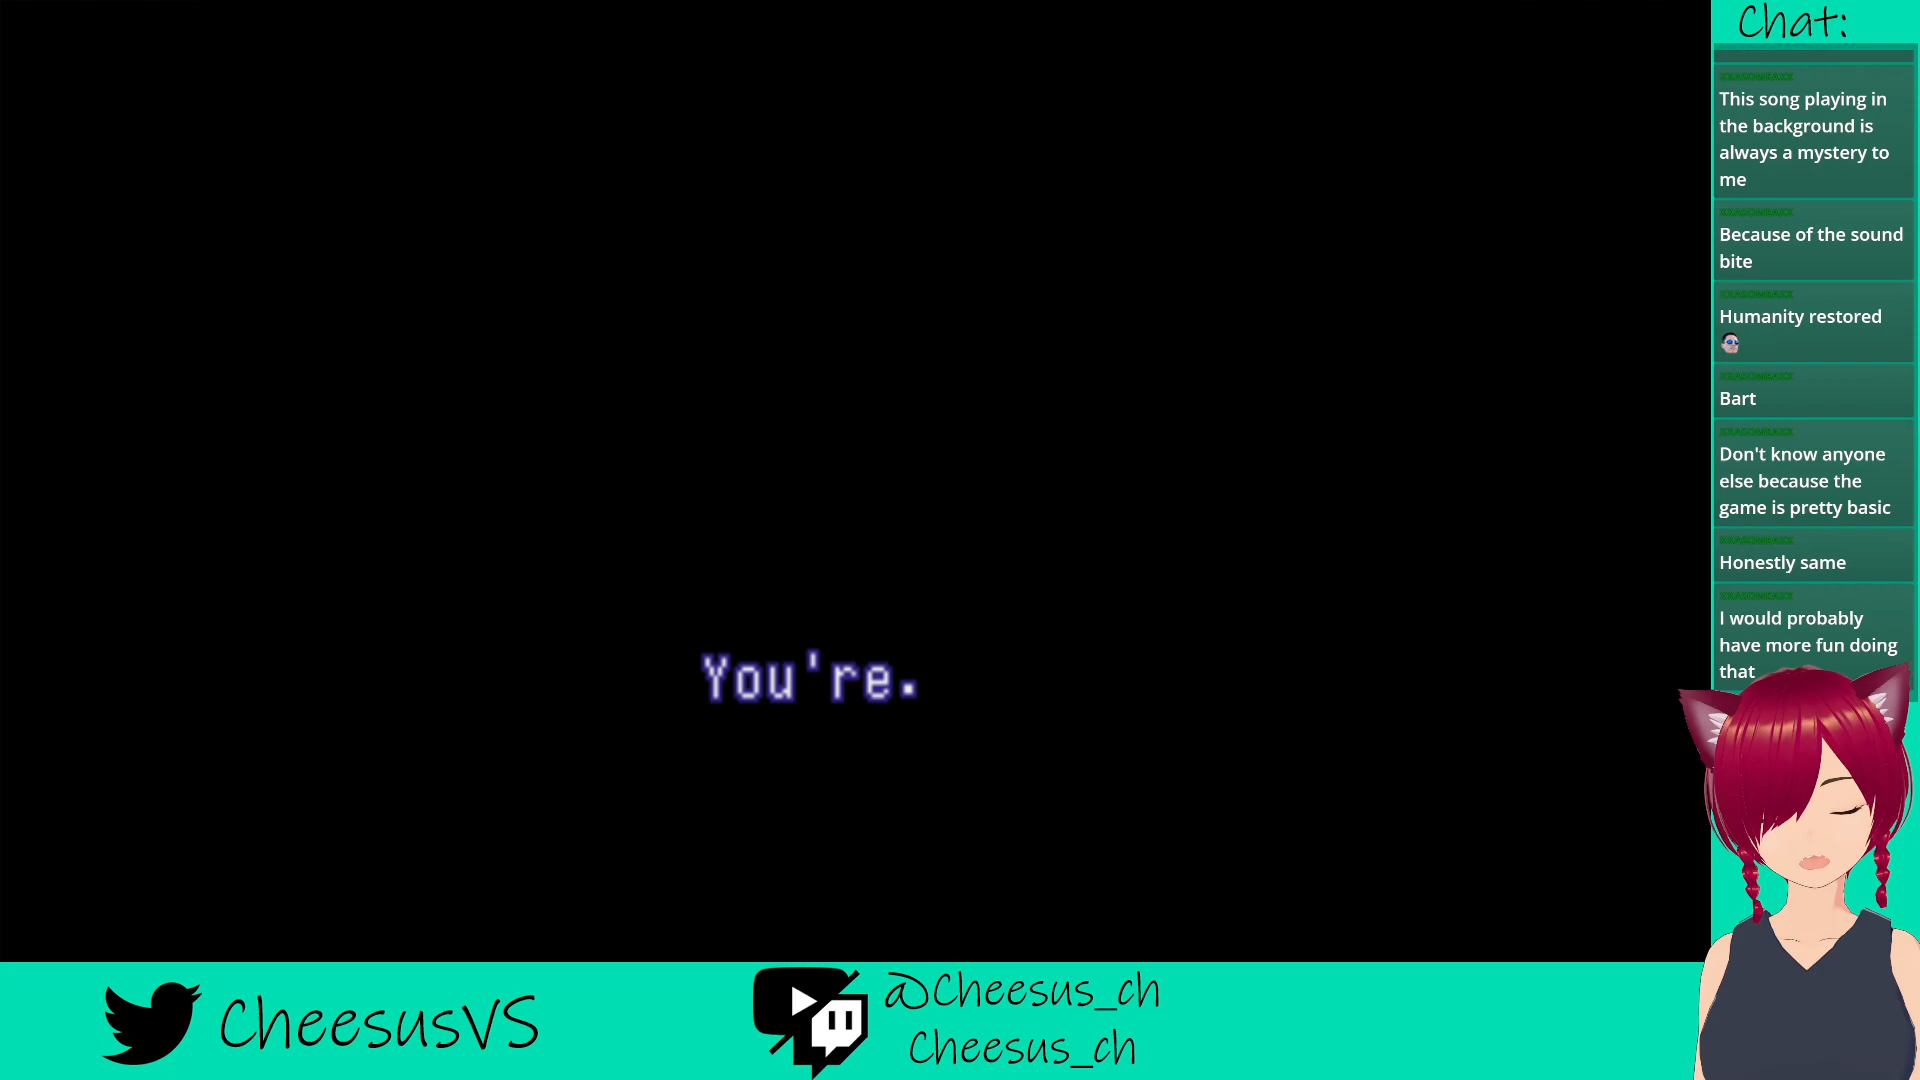 Chat:
This song playing in
the background is
always a mystery to
me
Because of the sound
bite
Humanity restored
Bart
Don't know anyone
else because the
game is pretty basic
Honestly same
I would probably
have more fun doing
that
You're.
CheesusVS
@Cheesus_ch
Cheesus_ch